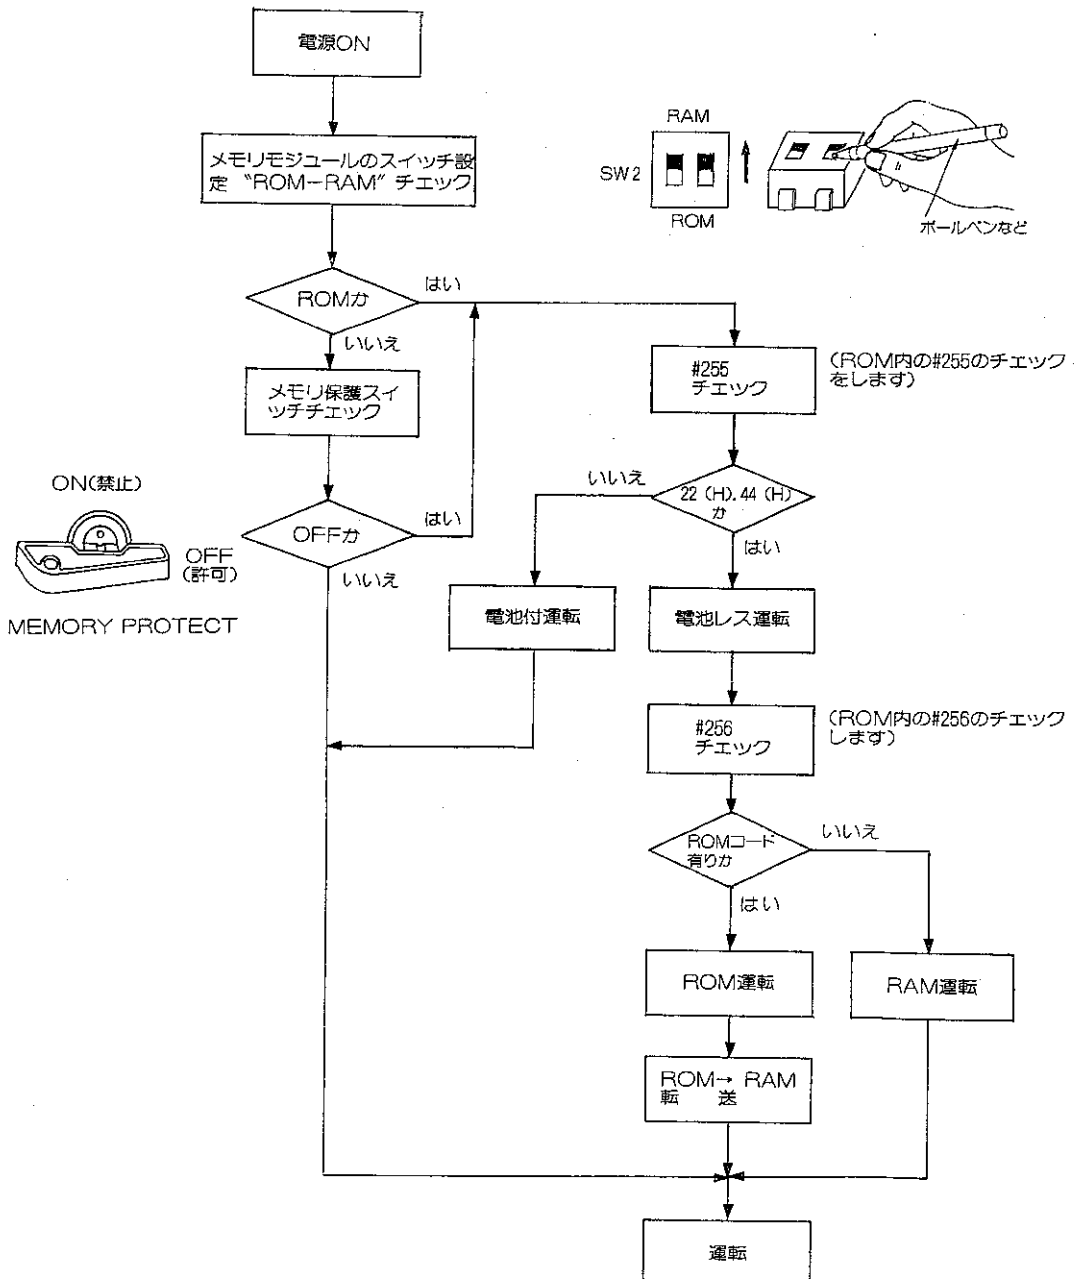 電源ON
メモリモジュールのスイッチ設
定 “ROM-RAM” チェック
RAM
SW2
ROM
ボールペンなど
ROMか
はい
いいえ
メモリ保護スイ
ッチチェック
#255
チェック
(ROM内の#255のチェック
をします)
ON(禁止)
OFF
(許可)
MEMORY PROTECT
OFFか
はい
いいえ
いいえ
22 (H). 44 (H)
か
はい
電池付運転
電池レス運転
#256
チェック
(ROM内の#256のチェック
します)
ROMコード
有りか
いいえ
はい
ROM運転
RAM運転
ROM→ RAM
転 送
運転